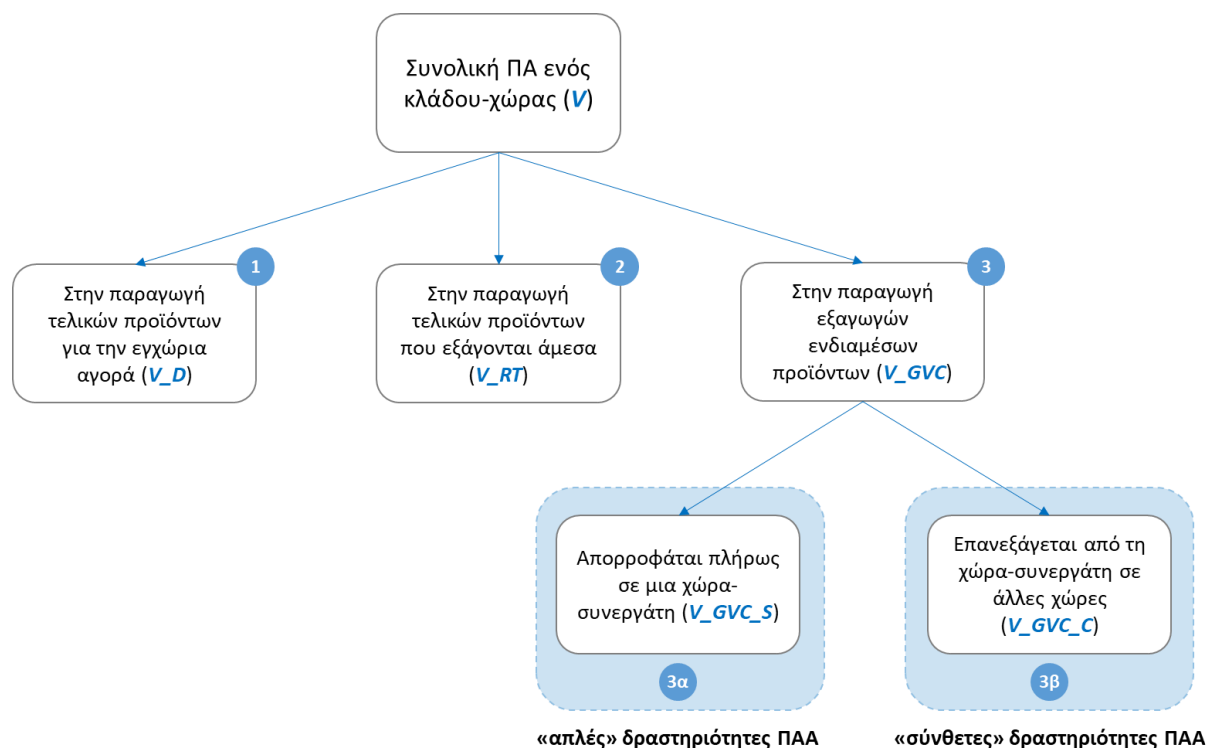 Συνολική ΠΑ ενός
κλάδου-χώρας (V)
1
Στην παραγωγή
τελικών προϊόντων
για την εγχώρια
αγορά (V_D)
2
Στην παραγωγή
τελικών προϊόντων
που εξάγονται άμεσα
(V_RT)
3
Στην παραγωγή
εξαγωγών
ενδιαμέσων
προϊόντων (V_GVC)
Απορροφάται πλήρως
σε μια χώρα-
συνεργάτη (V_GVC_S)
3α
«απλές» δραστηριότητες ΠΑΑ
Επανεξάγεται από τη
χώρα-συνεργάτη σε
άλλες χώρες
(V_GVC_C)
3β
«σύνθετες» δραστηριότητες ΠΑΑ